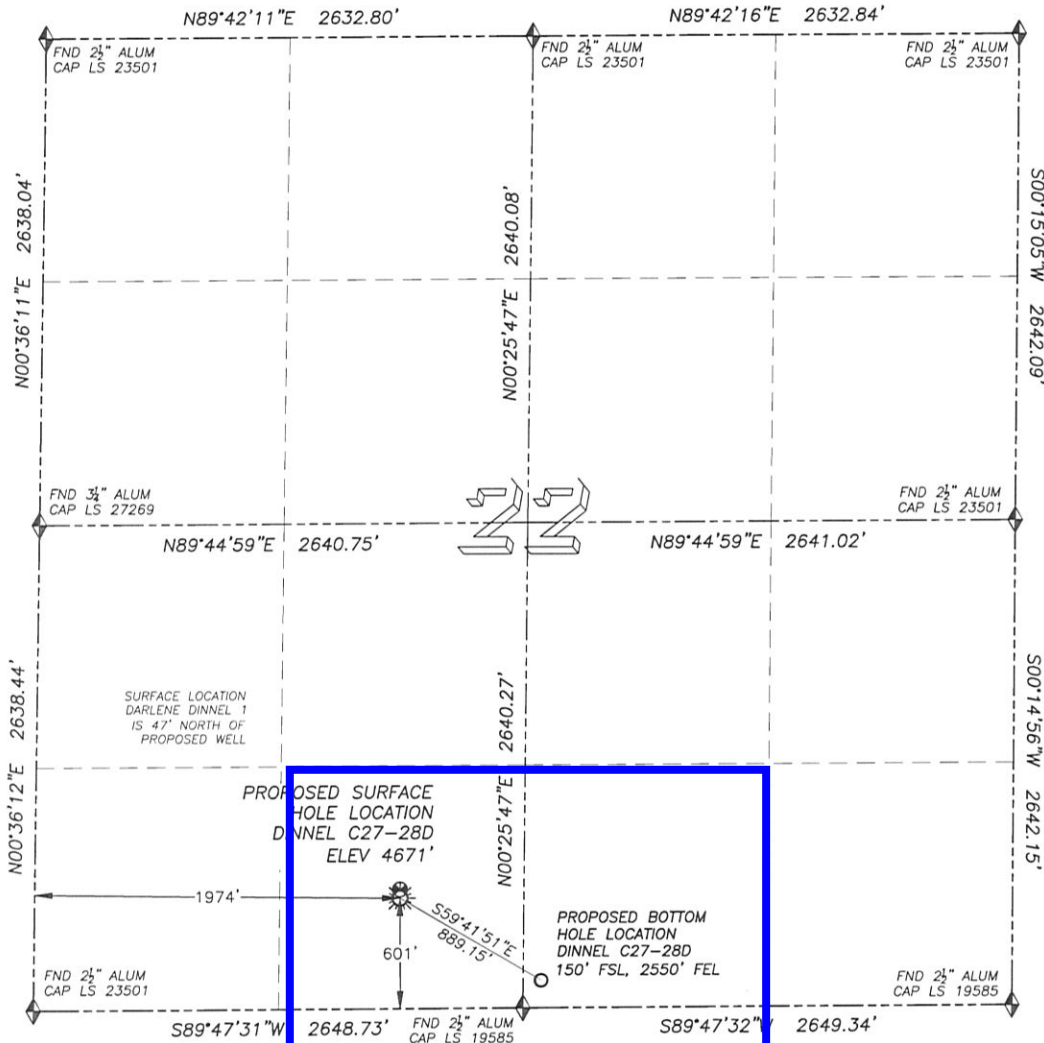 N89°42'11"E 2632.80'
N89°42'16"E 2632.84'
FND 2½" ALUM
CAP LS 23501
FND 2½" ALUM
CAP LS 23501
FND 2½" ALUM
CAP LS 23501
N00°36'11"E 2638.04'
N00°25'47"E 2640.08'
S00°15'05"W 2642.09'
FND 3¼" ALUM
CAP LS 27269
22
FND 2½" ALUM
CAP LS 23501
N89°44'59"E 2640.75'
N89°44'59"E 2641.02'
N00°36'12"E 2638.44'
SURFACE LOCATION
DARLENE DINNEL 1
IS 47' NORTH OF
PROPOSED WELL
N00°25'47"E 2640.27'
S00°14'56"W 2642.15'
PROPOSED SURFACE
HOLE LOCATION
DINNEL C27-28D
ELEV 4671'
1974'
601'
S59°41'51"E
889.15'
PROPOSED BOTTOM
HOLE LOCATION
DINNEL C27-28D
150' FSL, 2550' FEL
FND 2½" ALUM
CAP LS 23501
FND 2½" ALUM
CAP LS 19585
S89°47'31"W 2648.73'
FND 2½" ALUM
CAP LS 19585
S89°47'32"W 2649.34'